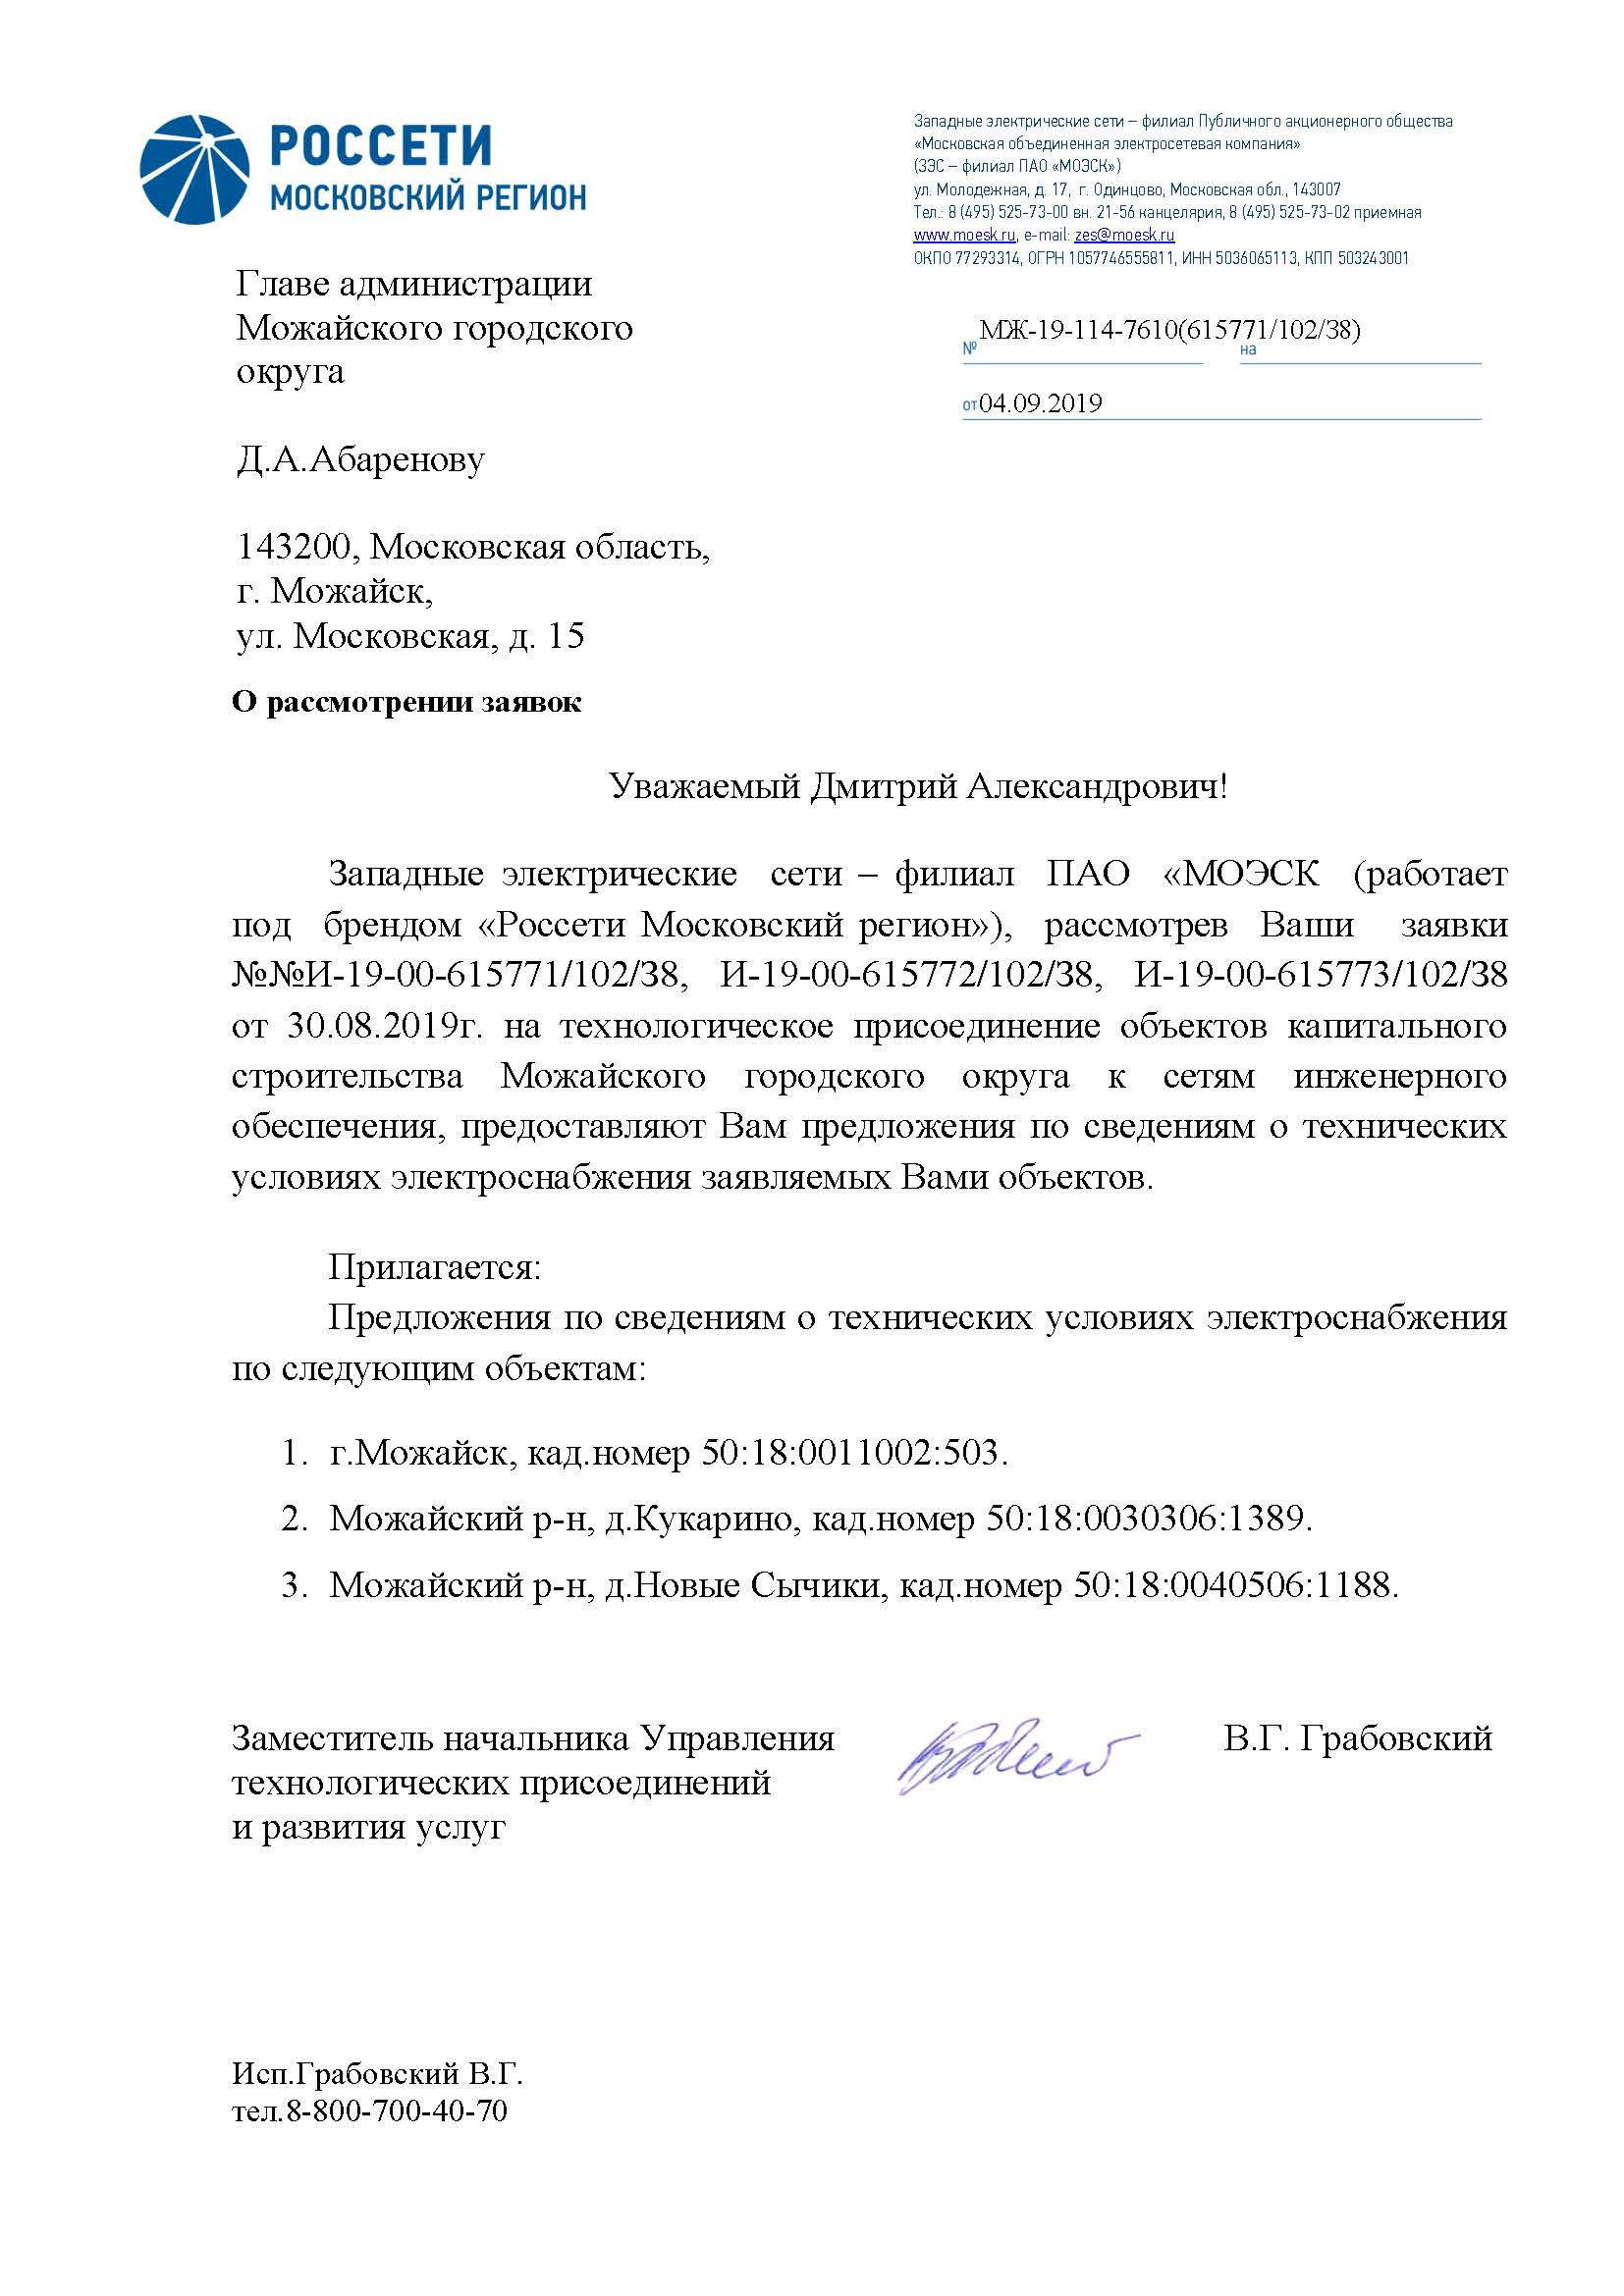 РОССЕТИ
МОСКОВСКИЙ РЕГИОН
Западные электрические сети – филиал Публичного акционерного общества
«Московская объединенная электросетевая компания»
(ЗЭС – филиал ПАО «МОЭСК»)
ул. Молодежная, д. 17, г. Одинцово, Московская обл., 143007
Тел.: 8 (495) 525-73-00 вн. 21-56 канцелярия, 8 (495) 525-73-02 приемная
www.moesk.ru, e-mail: zes@moesk.ru
ОКПО 77293314, ОГРН 1057746555811, ИНН 5036065113, КПП 503243001
Главе администрации
Можайского городского
округа
№ МЖ-19-114-7610(615771/102/38) на
от 04.09.2019
Д.А.Абаренову
143200, Московская область,
г. Можайск,
ул. Московская, д. 15
О рассмотрении заявок
Уважаемый Дмитрий Александрович!
Западные электрические сети – филиал ПАО «МОЭСК (работает
под брендом «Россети Московский регион»), рассмотрев Ваши заявки
№№И-19-00-615771/102/З8, И-19-00-615772/102/З8, И-19-00-615773/102/З8
от 30.08.2019г. на технологическое присоединение объектов капитального
строительства Можайского городского округа к сетям инженерного
обеспечения, предоставляют Вам предложения по сведениям о технических
условиях электроснабжения заявляемых Вами объектов.
Прилагается:
Предложения по сведениям о технических условиях электроснабжения
по следующим объектам:
1. г.Можайск, кад.номер 50:18:0011002:503.
2. Можайский р-н, д.Кукарино, кад.номер 50:18:0030306:1389.
3. Можайский р-н, д.Новые Сычики, кад.номер 50:18:0040506:1188.
Заместитель начальника Управления
технологических присоединений
и развития услуг
В.Г. Грабовский
Исп.Грабовский В.Г.
тел.8-800-700-40-70